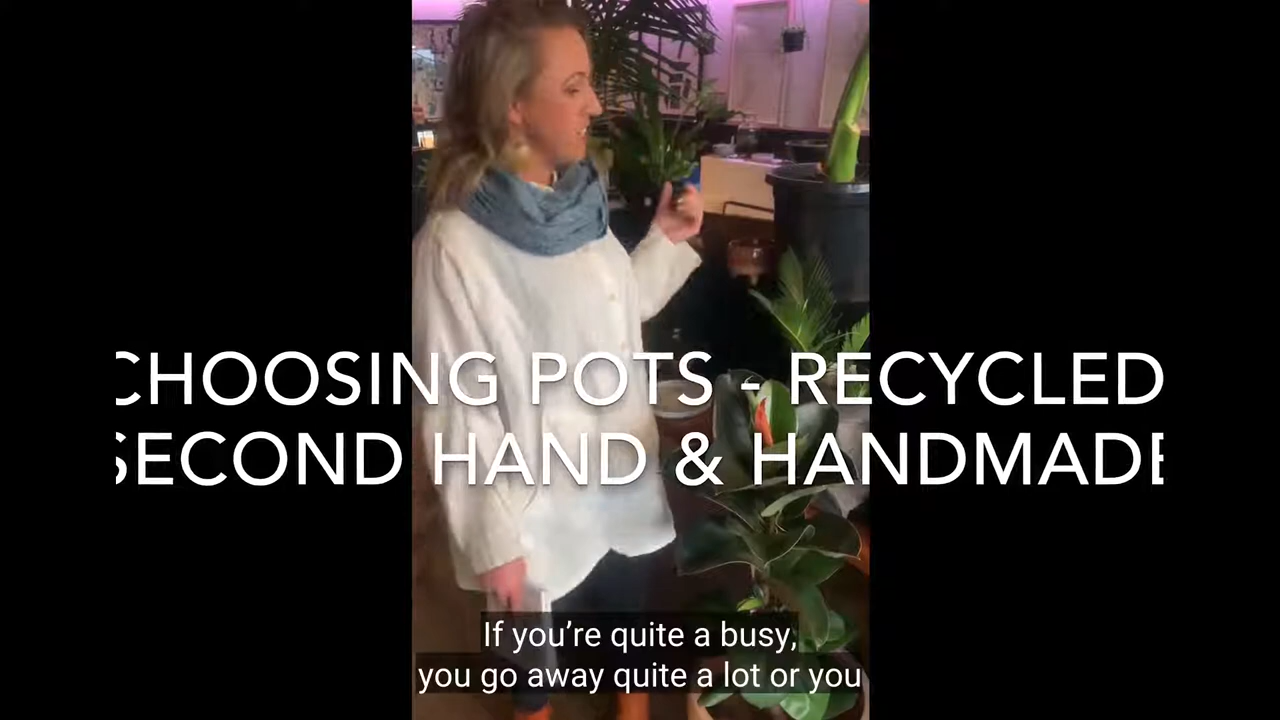 CHOOSING POTS - RECYCLED
SECOND HAND & HANDMADE
If you’re quite a busy,
you go away quite a lot or you